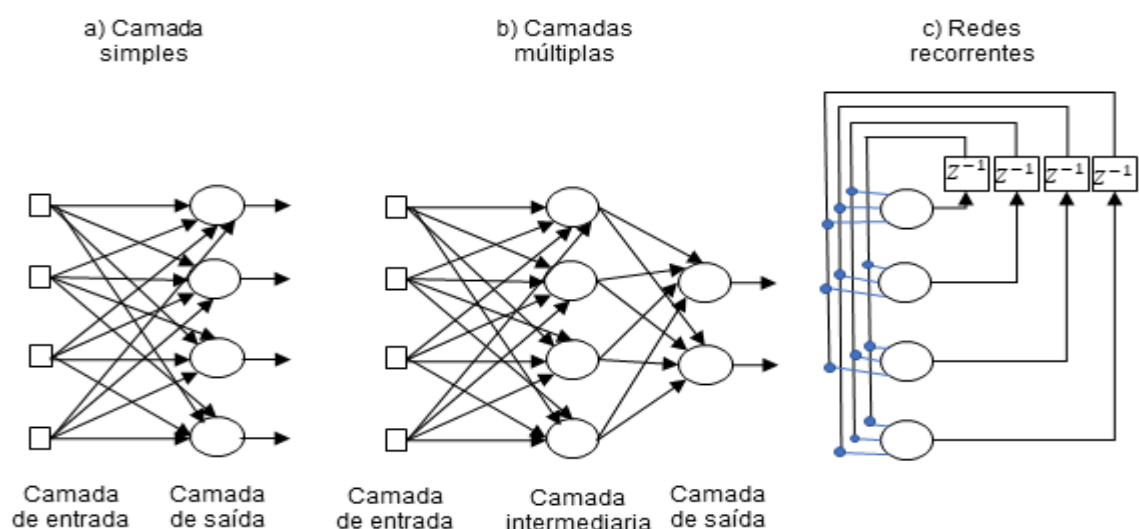 a) Camada
simples
b) Camadas
múltiplas
c) Redes
recorrentes
z⁻¹ z⁻¹ z⁻¹ z⁻¹
Camada
de entrada
Camada
de saída
Camada
de entrada
Camada
intermediaria
Camada
de saída